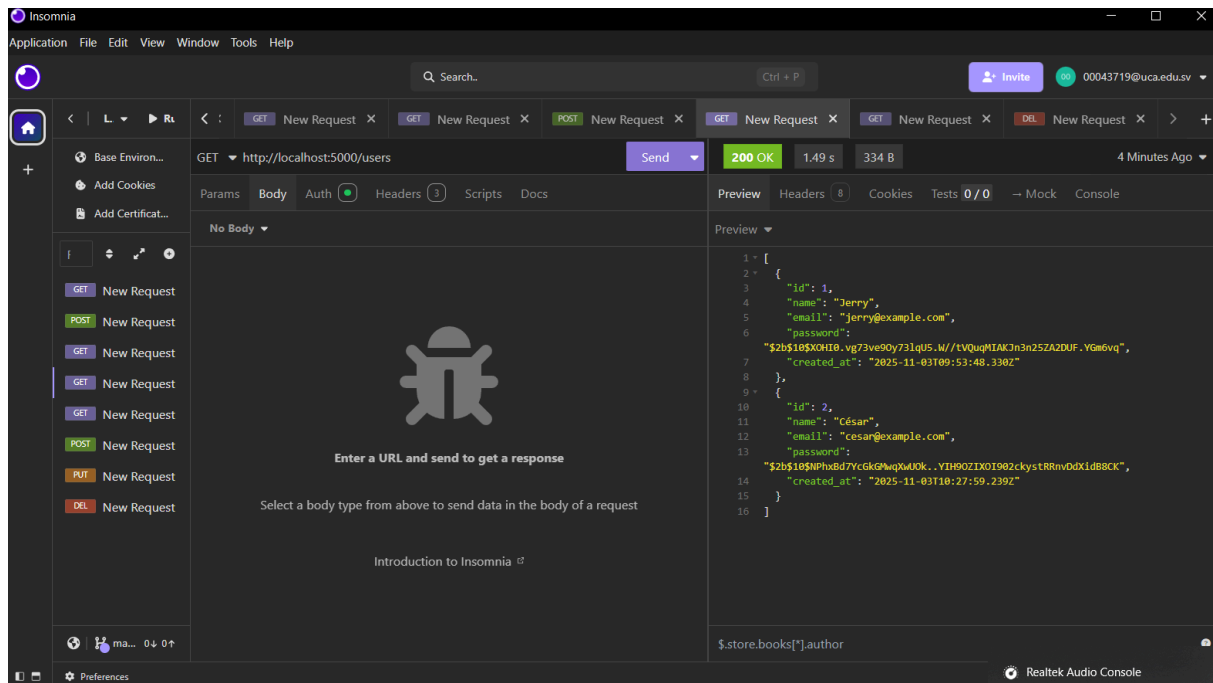 Insomnia
Application File Edit View Window Tools Help
Search.. Ctrl + P Invite 00 00043719@uca.edu.sv
L. Ru GET New Request GET New Request POST New Request GET New Request GET New Request DEL New Request
Base Environ...
Add Cookies
Add Certificat...
GET New Request
POST New Request
GET New Request
GET New Request
GET New Request
POST New Request
PUT New Request
DEL New Request
ma... 0↓ 0↑
Preferences
GET http://localhost:5000/users Send
Params Body Auth Headers 3 Scripts Docs
No Body
Enter a URL and send to get a response
Select a body type from above to send data in the body of a request
Introduction to Insomnia
200 OK 1.49 s 334 B 4 Minutes Ago
Preview Headers 8 Cookies Tests 0 / 0 → Mock Console
Preview
1 [
2 {
3 "id": 1,
4 "name": "Jerry",
5 "email": "jerry@example.com",
6 "password":
"$2b$10$XOHI0.vg73ve9Oy73lqU5.W//tVQuqMIAKJn3n25ZA2DUF.YGm6vq",
7 "created_at": "2025-11-03T09:53:48.330Z"
8 },
9 {
10 "id": 2,
11 "name": "César",
12 "email": "cesar@example.com",
13 "password":
"$2b$10$NPhxBd7YcGkGMwqXwUOk..YIH9OZIXOI902ckystRRnvDdXidB8CK",
14 "created_at": "2025-11-03T10:27:59.239Z"
15 }
16 ]
$.store.books[*].author
Realtek Audio Console